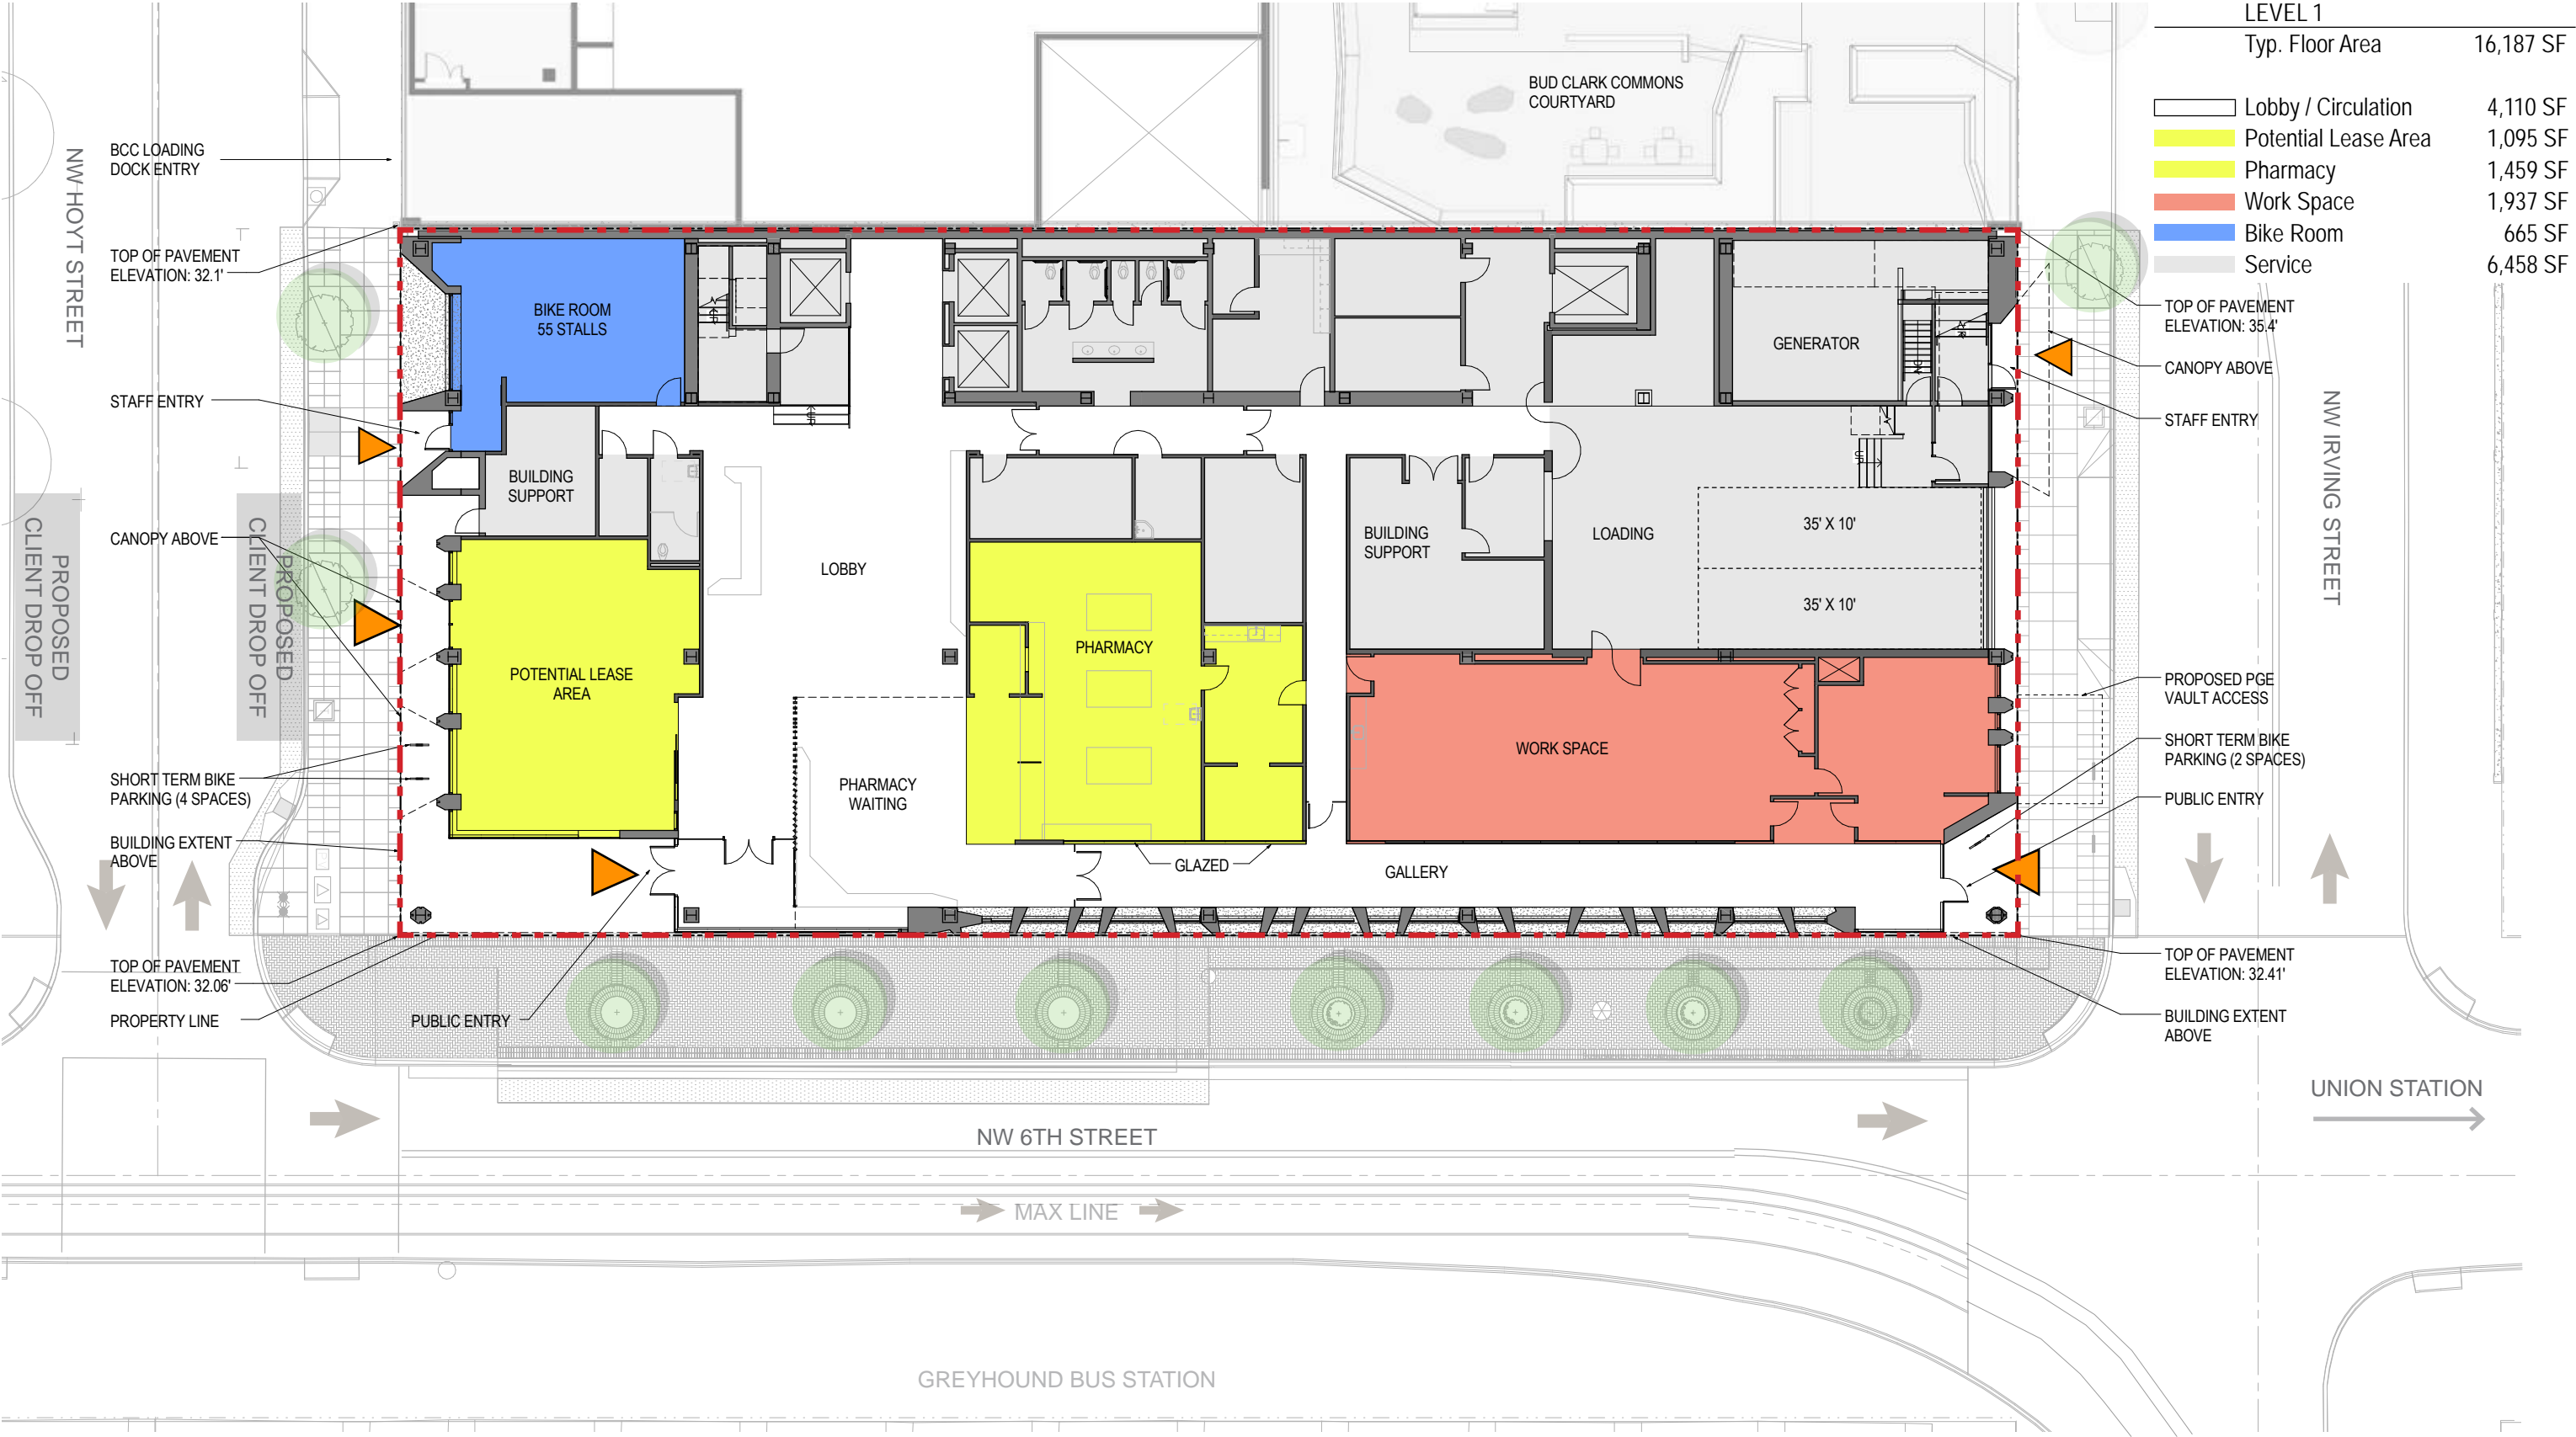 LEVEL 1
Typ. Floor Area 16,187 SF
Lobby / Circulation 4,110 SF
Potential Lease Area 1,095 SF
Pharmacy 1,459 SF
Work Space 1,937 SF
Bike Room 665 SF
Service 6,458 SF
BUD CLARK COMMONS
COURTYARD
NW HOYT STREET
BCC LOADING
DOCK ENTRY
TOP OF PAVEMENT
ELEVATION: 32.1'
STAFF ENTRY
CANOPY ABOVE
PROPOSED
CLIENT DROP OFF
PROPOSED
CLIENT DROP OFF
SHORT TERM BIKE
PARKING (4 SPACES)
BUILDING EXTENT
ABOVE
TOP OF PAVEMENT
ELEVATION: 32.06'
PROPERTY LINE
PUBLIC ENTRY
BIKE ROOM
55 STALLS
UP
UP
BUILDING
SUPPORT
LOBBY
POTENTIAL LEASE
AREA
PHARMACY
WAITING
PHARMACY
GLAZED
GALLERY
WORK SPACE
BUILDING
SUPPORT
LOADING
35' X 10'
35' X 10'
UP
GENERATOR
DN
TOP OF PAVEMENT
ELEVATION: 35.4'
CANOPY ABOVE
STAFF ENTRY
NW IRVING STREET
PROPOSED PGE
VAULT ACCESS
SHORT TERM BIKE
PARKING (2 SPACES)
PUBLIC ENTRY
TOP OF PAVEMENT
ELEVATION: 32.41'
BUILDING EXTENT
ABOVE
UNION STATION
NW 6TH STREET
MAX LINE
GREYHOUND BUS STATION